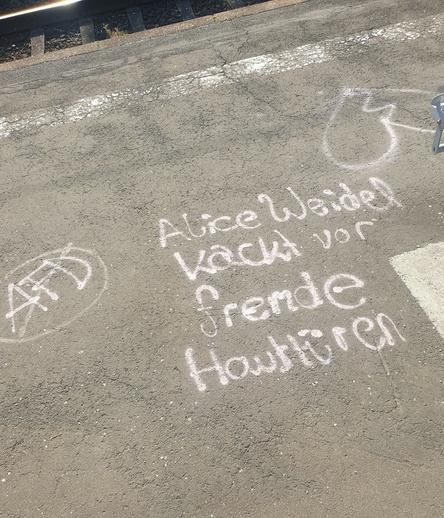 Alice Weidel
kackt vor
fremde
Haustüren
AFD